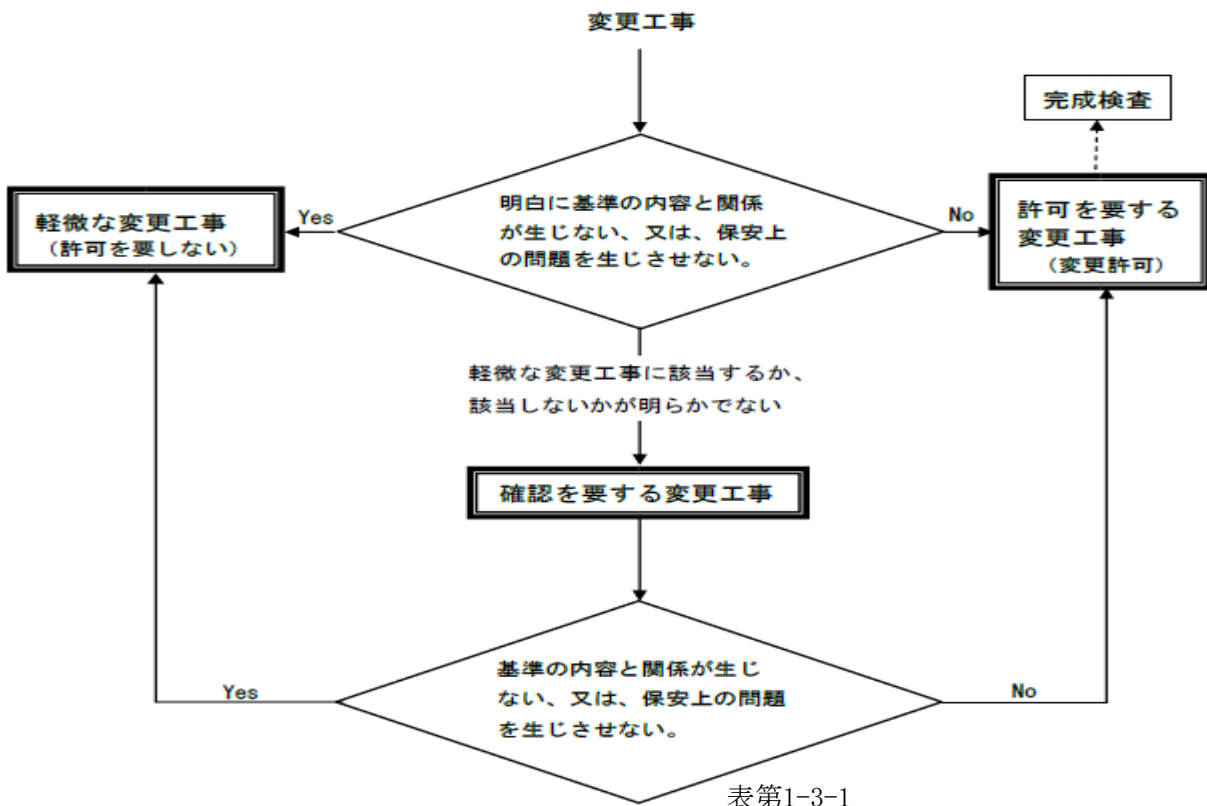 変更工事
完成検査
明白に基準の内容と関係
が生じない、又は、保安上
の問題を生じさせない。
Yes
No
軽微な変更工事
（許可を要しない）
許可を要する
変更工事
（変更許可）
軽微な変更工事に該当するか、
該当しないかが明らかでない
確認を要する変更工事
基準の内容と関係が生じ
ない、又は、保安上の問題
を生じさせない。
Yes
No
表第1-3-1